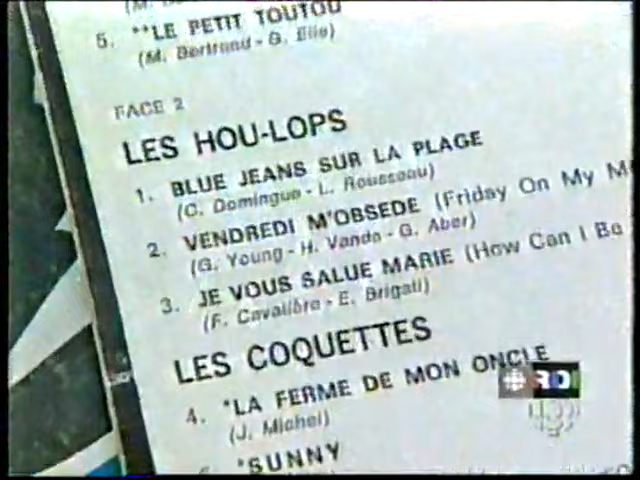 5. **LE PETIT TOUTOU
(M. Bertrand - G. Elie)
FACE 2
LES HOU-LOPS
1. BLUE JEANS SUR LA PLAGE
(C. Domingue - L. Rousseau)
2. VENDREDI M'OBSEDE (Friday On My M
(G. Young - H. Vanda - G. Aber)
3. JE VOUS SALUE MARIE (How Can I Be
(F. Cavalibre - E. Brigati)
LES COQUETTES
4. *LA FERME DE MON ONCLE
(J. Michel)
*SUNNY
RDI